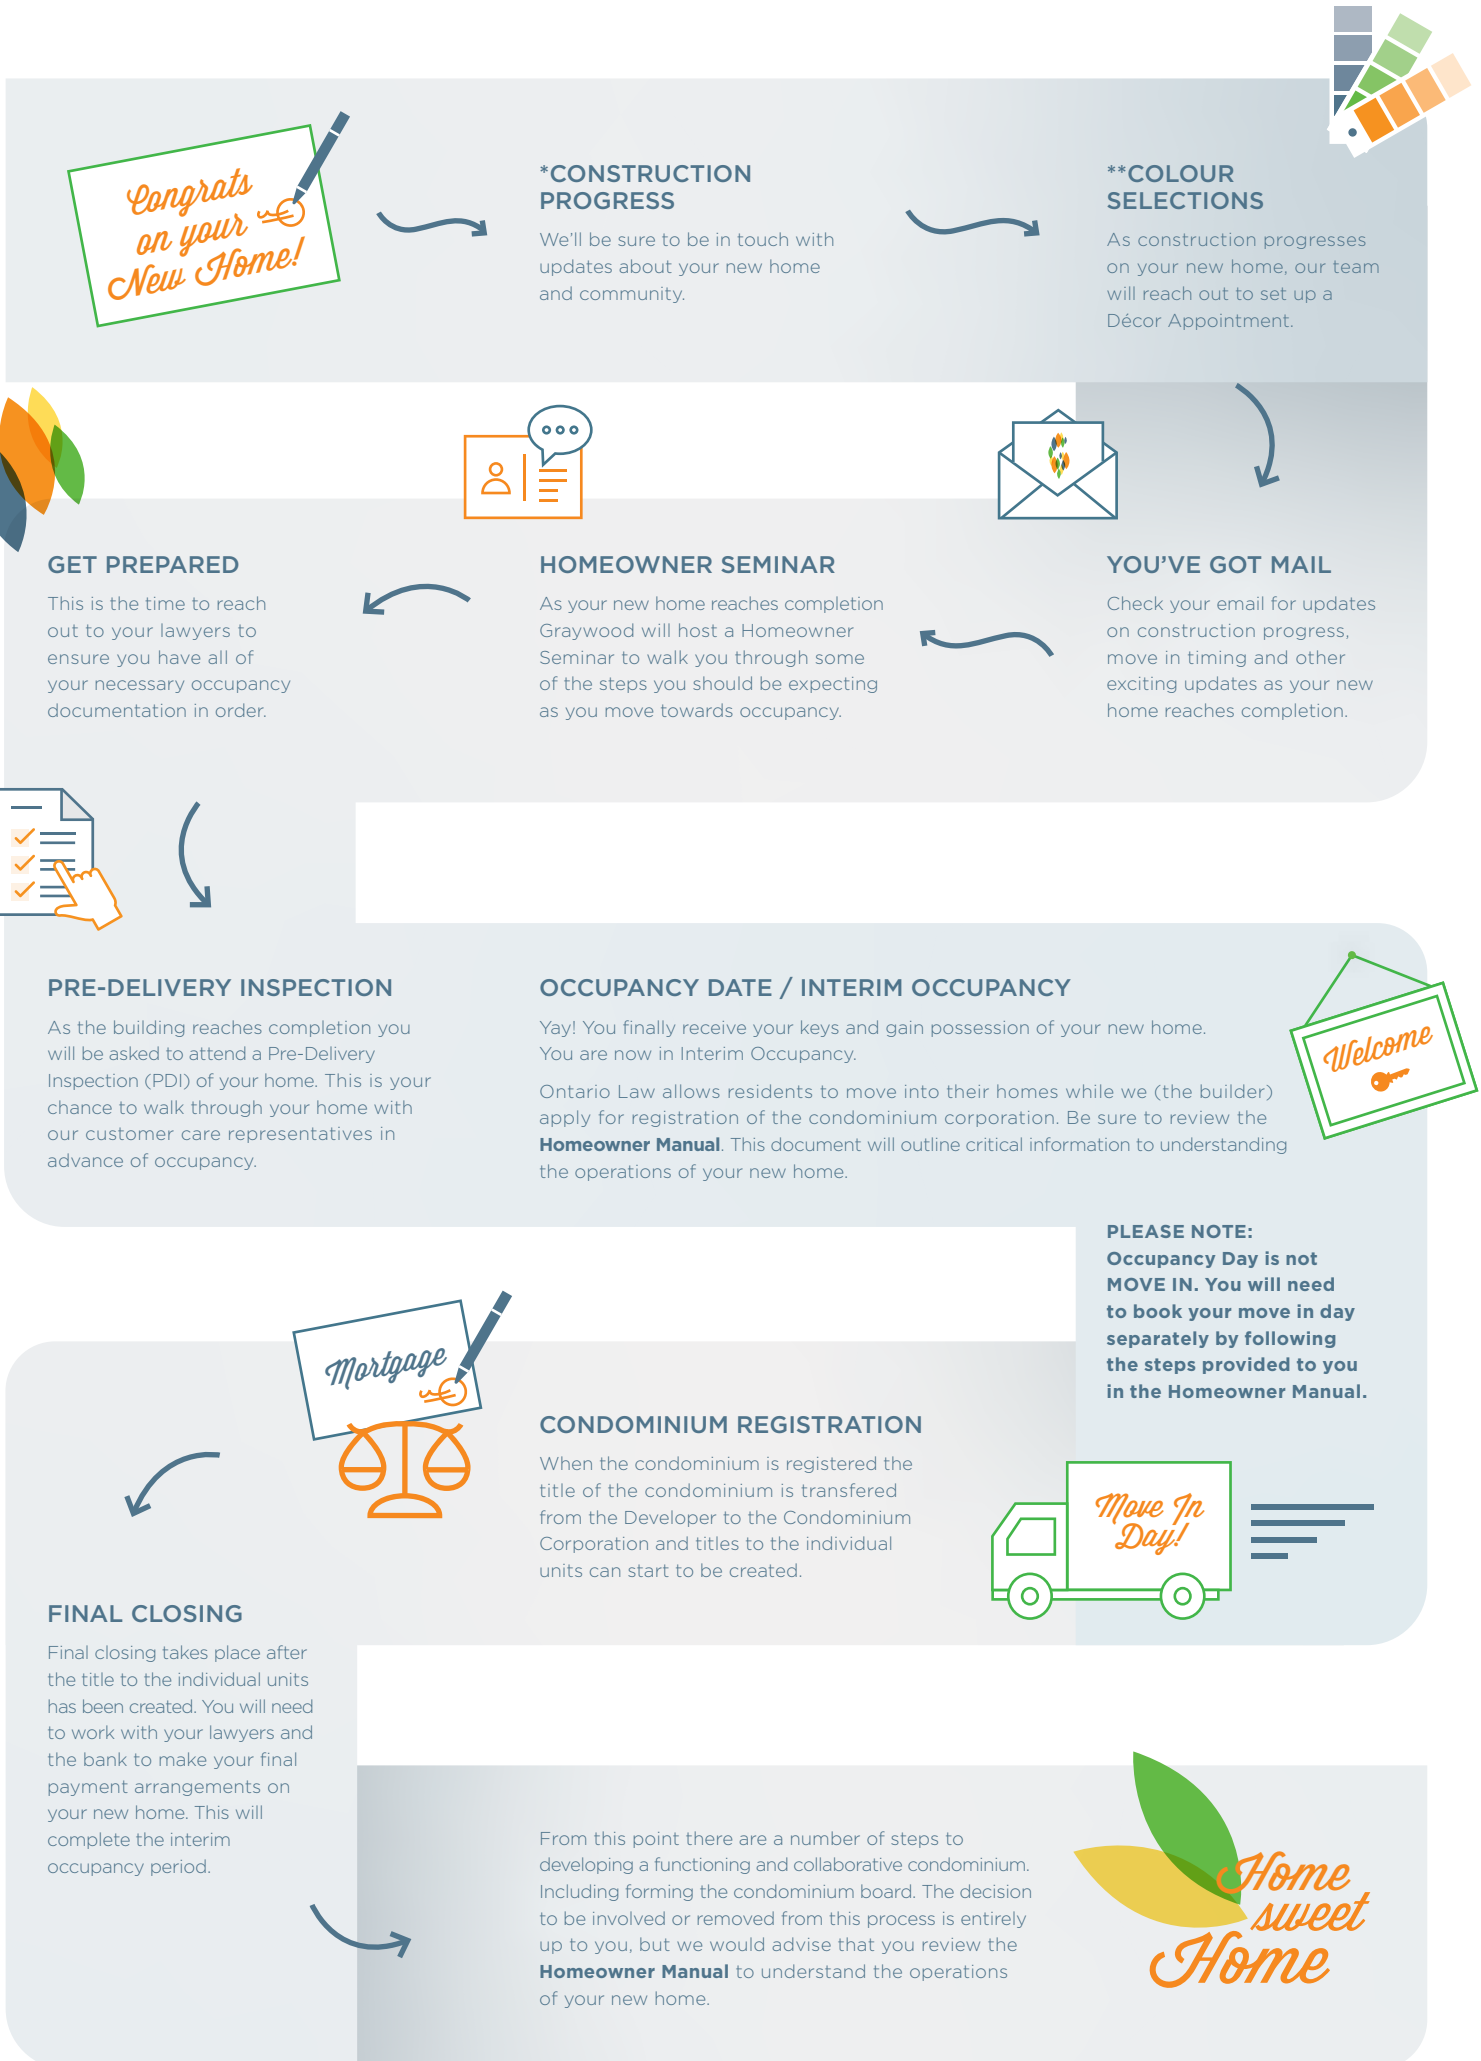 Congrats
on your
New Home!
*CONSTRUCTION
PROGRESS
We'll be sure to be in touch with
updates about your new home
and community.
**COLOUR
SELECTIONS
As construction progresses
on your new home, our team
will reach out to set up a
Décor Appointment.
YOU'VE GOT MAIL
Check your email for updates
on construction progress,
move in timing and other
exciting updates as your new
home reaches completion.
HOMEOWNER SEMINAR
As your new home reaches completion
Graywood will host a Homeowner
Seminar to walk you through some
of the steps you should be expecting
as you move towards occupancy.
GET PREPARED
This is the time to reach
out to your lawyers to
ensure you have all of
your necessary occupancy
documentation in order.
PRE-DELIVERY INSPECTION
As the building reaches completion you
will be asked to attend a Pre-Delivery
Inspection (PDI) of your home. This is your
chance to walk through your home with
our customer care representatives in
advance of occupancy.
OCCUPANCY DATE / INTERIM OCCUPANCY
Yay! You finally receive your keys and gain possession of your new home.
You are now in Interim Occupancy.
Ontario Law allows residents to move into their homes while we (the builder)
apply for registration of the condominium corporation. Be sure to review the
Homeowner Manual. This document will outline critical information to understanding
the operations of your new home.
Welcome
PLEASE NOTE:
Occupancy Day is not
MOVE IN. You will need
to book your move in day
separately by following
the steps provided to you
in the Homeowner Manual.
Move In
Day!
Mortgage
CONDOMINIUM REGISTRATION
When the condominium is registered the
title of the condominium is transfered
from the Developer to the Condominium
Corporation and titles to the individual
units can start to be created.
FINAL CLOSING
Final closing takes place after
the title to the individual units
has been created. You will need
to work with your lawyers and
the bank to make your final
payment arrangements on
your new home. This will
complete the interim
occupancy period.
From this point there are a number of steps to
developing a functioning and collaborative condominium.
Including forming the condominium board. The decision
to be involved or removed from this process is entirely
up to you, but we would advise that you review the
Homeowner Manual to understand the operations
of your new home.
Home
sweet
Home